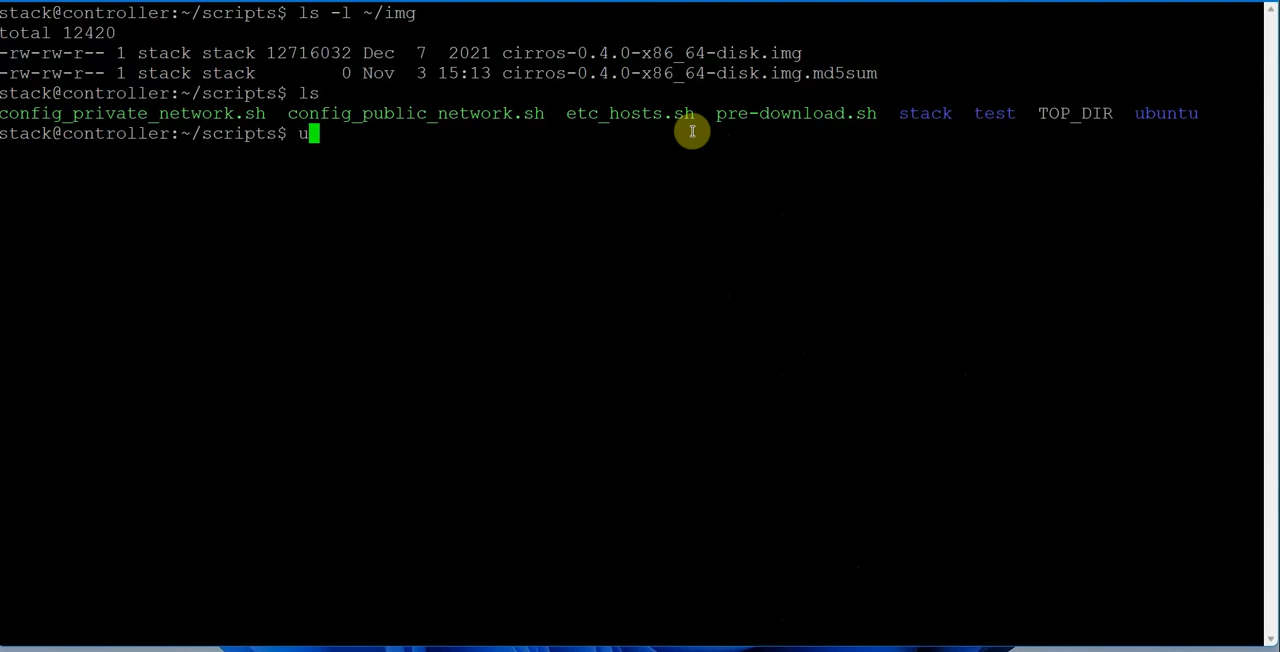 stack@controller:~/scripts$ ls -l ~/img
total 12420
-rw-rw-r-- 1 stack stack 12716032 Dec  7  2021 cirros-0.4.0-x86_64-disk.img
-rw-rw-r-- 1 stack stack        0 Nov  3 15:13 cirros-0.4.0-x86_64-disk.img.md5sum
stack@controller:~/scripts$ ls
config_private_network.sh  config_public_network.sh  etc_hosts.sh  pre-download.sh  stack  test  TOP_DIR  ubuntu
stack@controller:~/scripts$ u